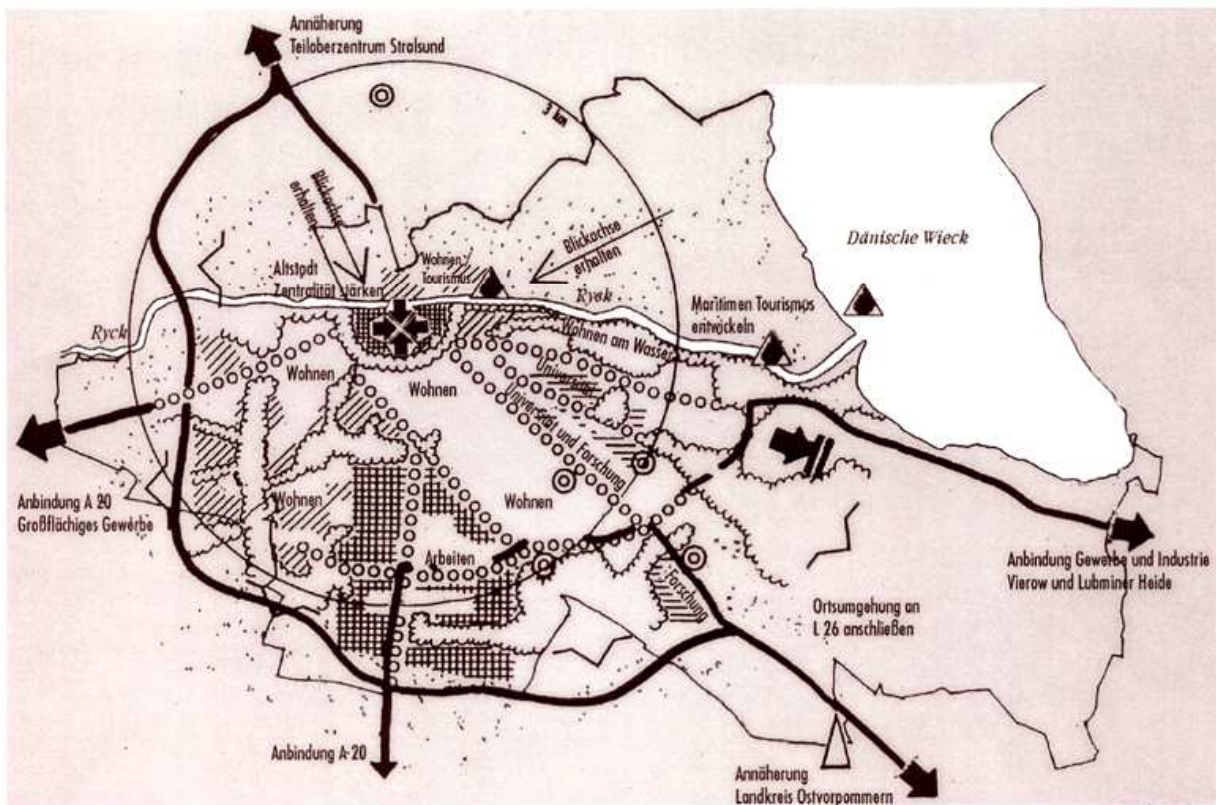 Annäherung
Teiloberzentrum Stralsund
3 km
Blickachse
erhalten
Blickachse
erhalten
Dänische Wieck
Altstadt
Zentralität stärken
Wohnen
Tourismus
Ryck
Maritimen Tourismus
entwickeln
Ryck
Wohnen am Wasser
Wohnen
Wohnen
Universität
Universität und Forschung
Wohnen
Wohnen
Anbindung A 20
Großflächiges Gewerbe
Arbeiten
Forschung
Anbindung Gewerbe und Industrie
Vierow und Lubminer Heide
Ortsumgehung an
L 26 anschließen
Anbindung A-20
Annäherung
Landkreis Ostvorpommern